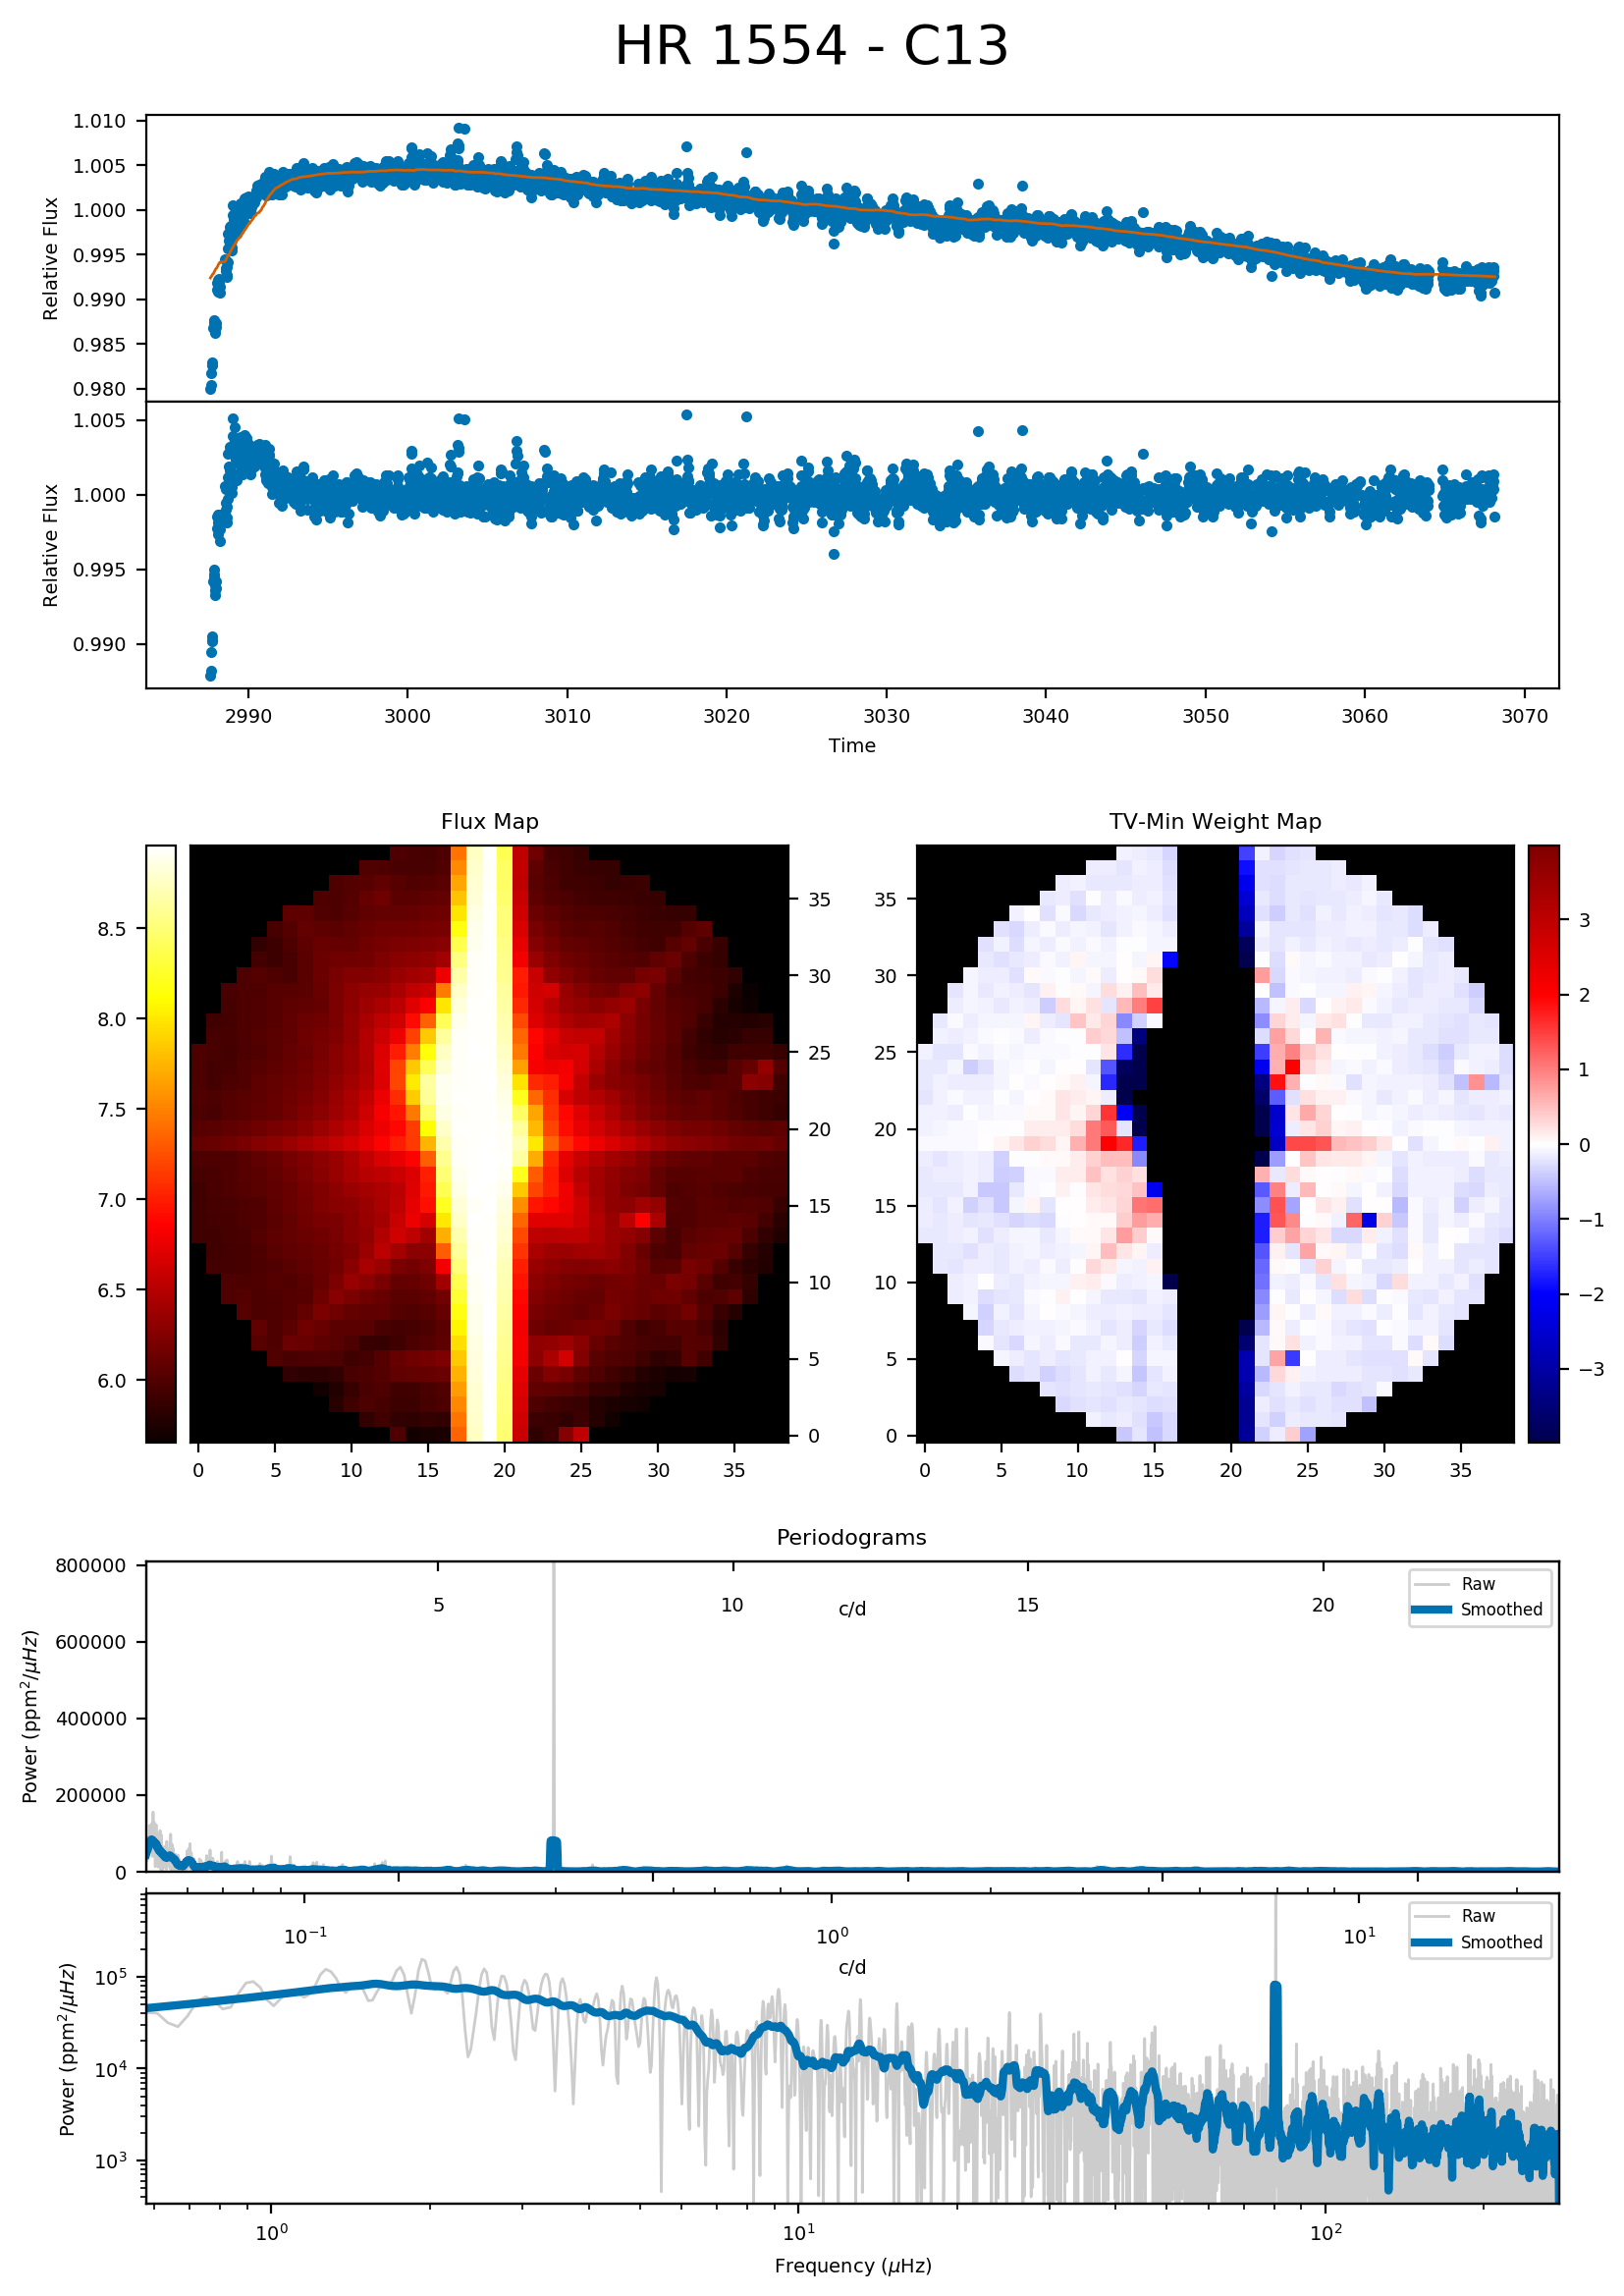 HR 1554 - C13
1.010
1.005
1.000
0.995
0.990
0.985
0.980
Relative Flux
1.005
1.000
0.995
0.990
Relative Flux
2990 3000 3010 3020 3030 3040 3050 3060 3070
Time
Flux Map
TV-Min Weight Map
8.5
8.0
7.5
7.0
6.5
6.0
35
30
25
20
15
10
5
0
0 5 10 15 20 25 30 35
35
30
25
20
15
10
5
0
0 5 10 15 20 25 30 35
3
2
1
0
−1
−2
−3
Periodograms
800000
600000
400000
200000
0
Power (ppm²/μHz)
5 10 15 20
c/d
Raw
Smoothed
10⁵
10⁴
10³
Power (ppm²/μHz)
10⁻¹ 10⁰ 10¹
c/d
Raw
Smoothed
10⁰ 10¹ 10²
Frequency (μHz)